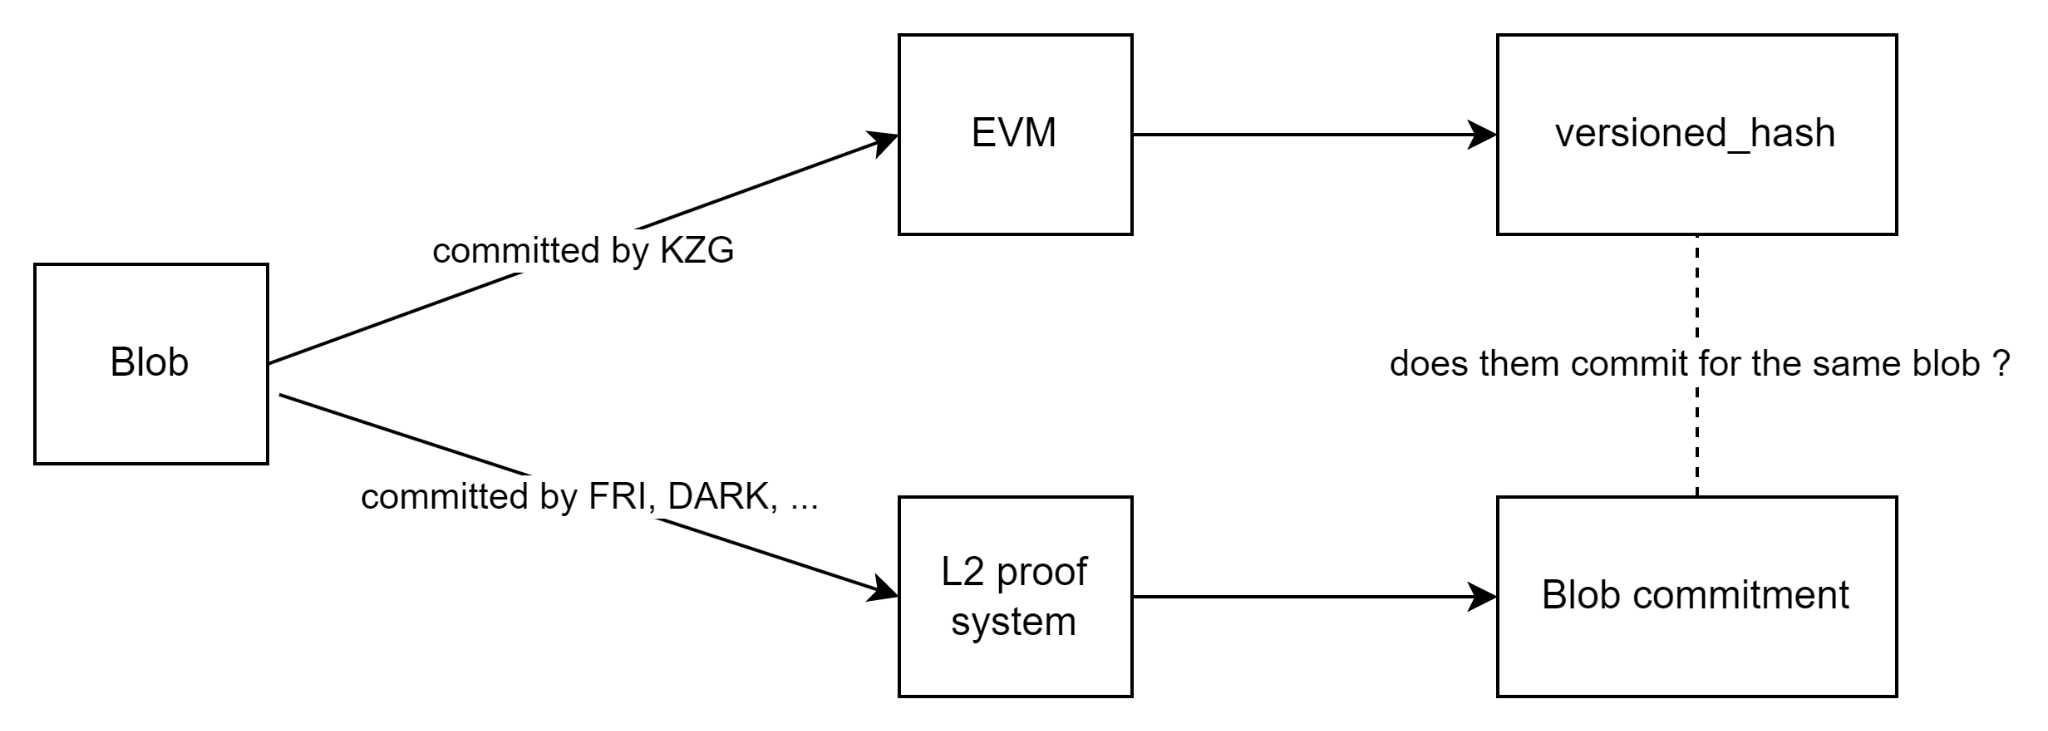 EVM
versioned_hash
committed by KZG
Blob
does them commit for the same blob ?
committed by FRI, DARK, ...
L2 proof
system
Blob commitment